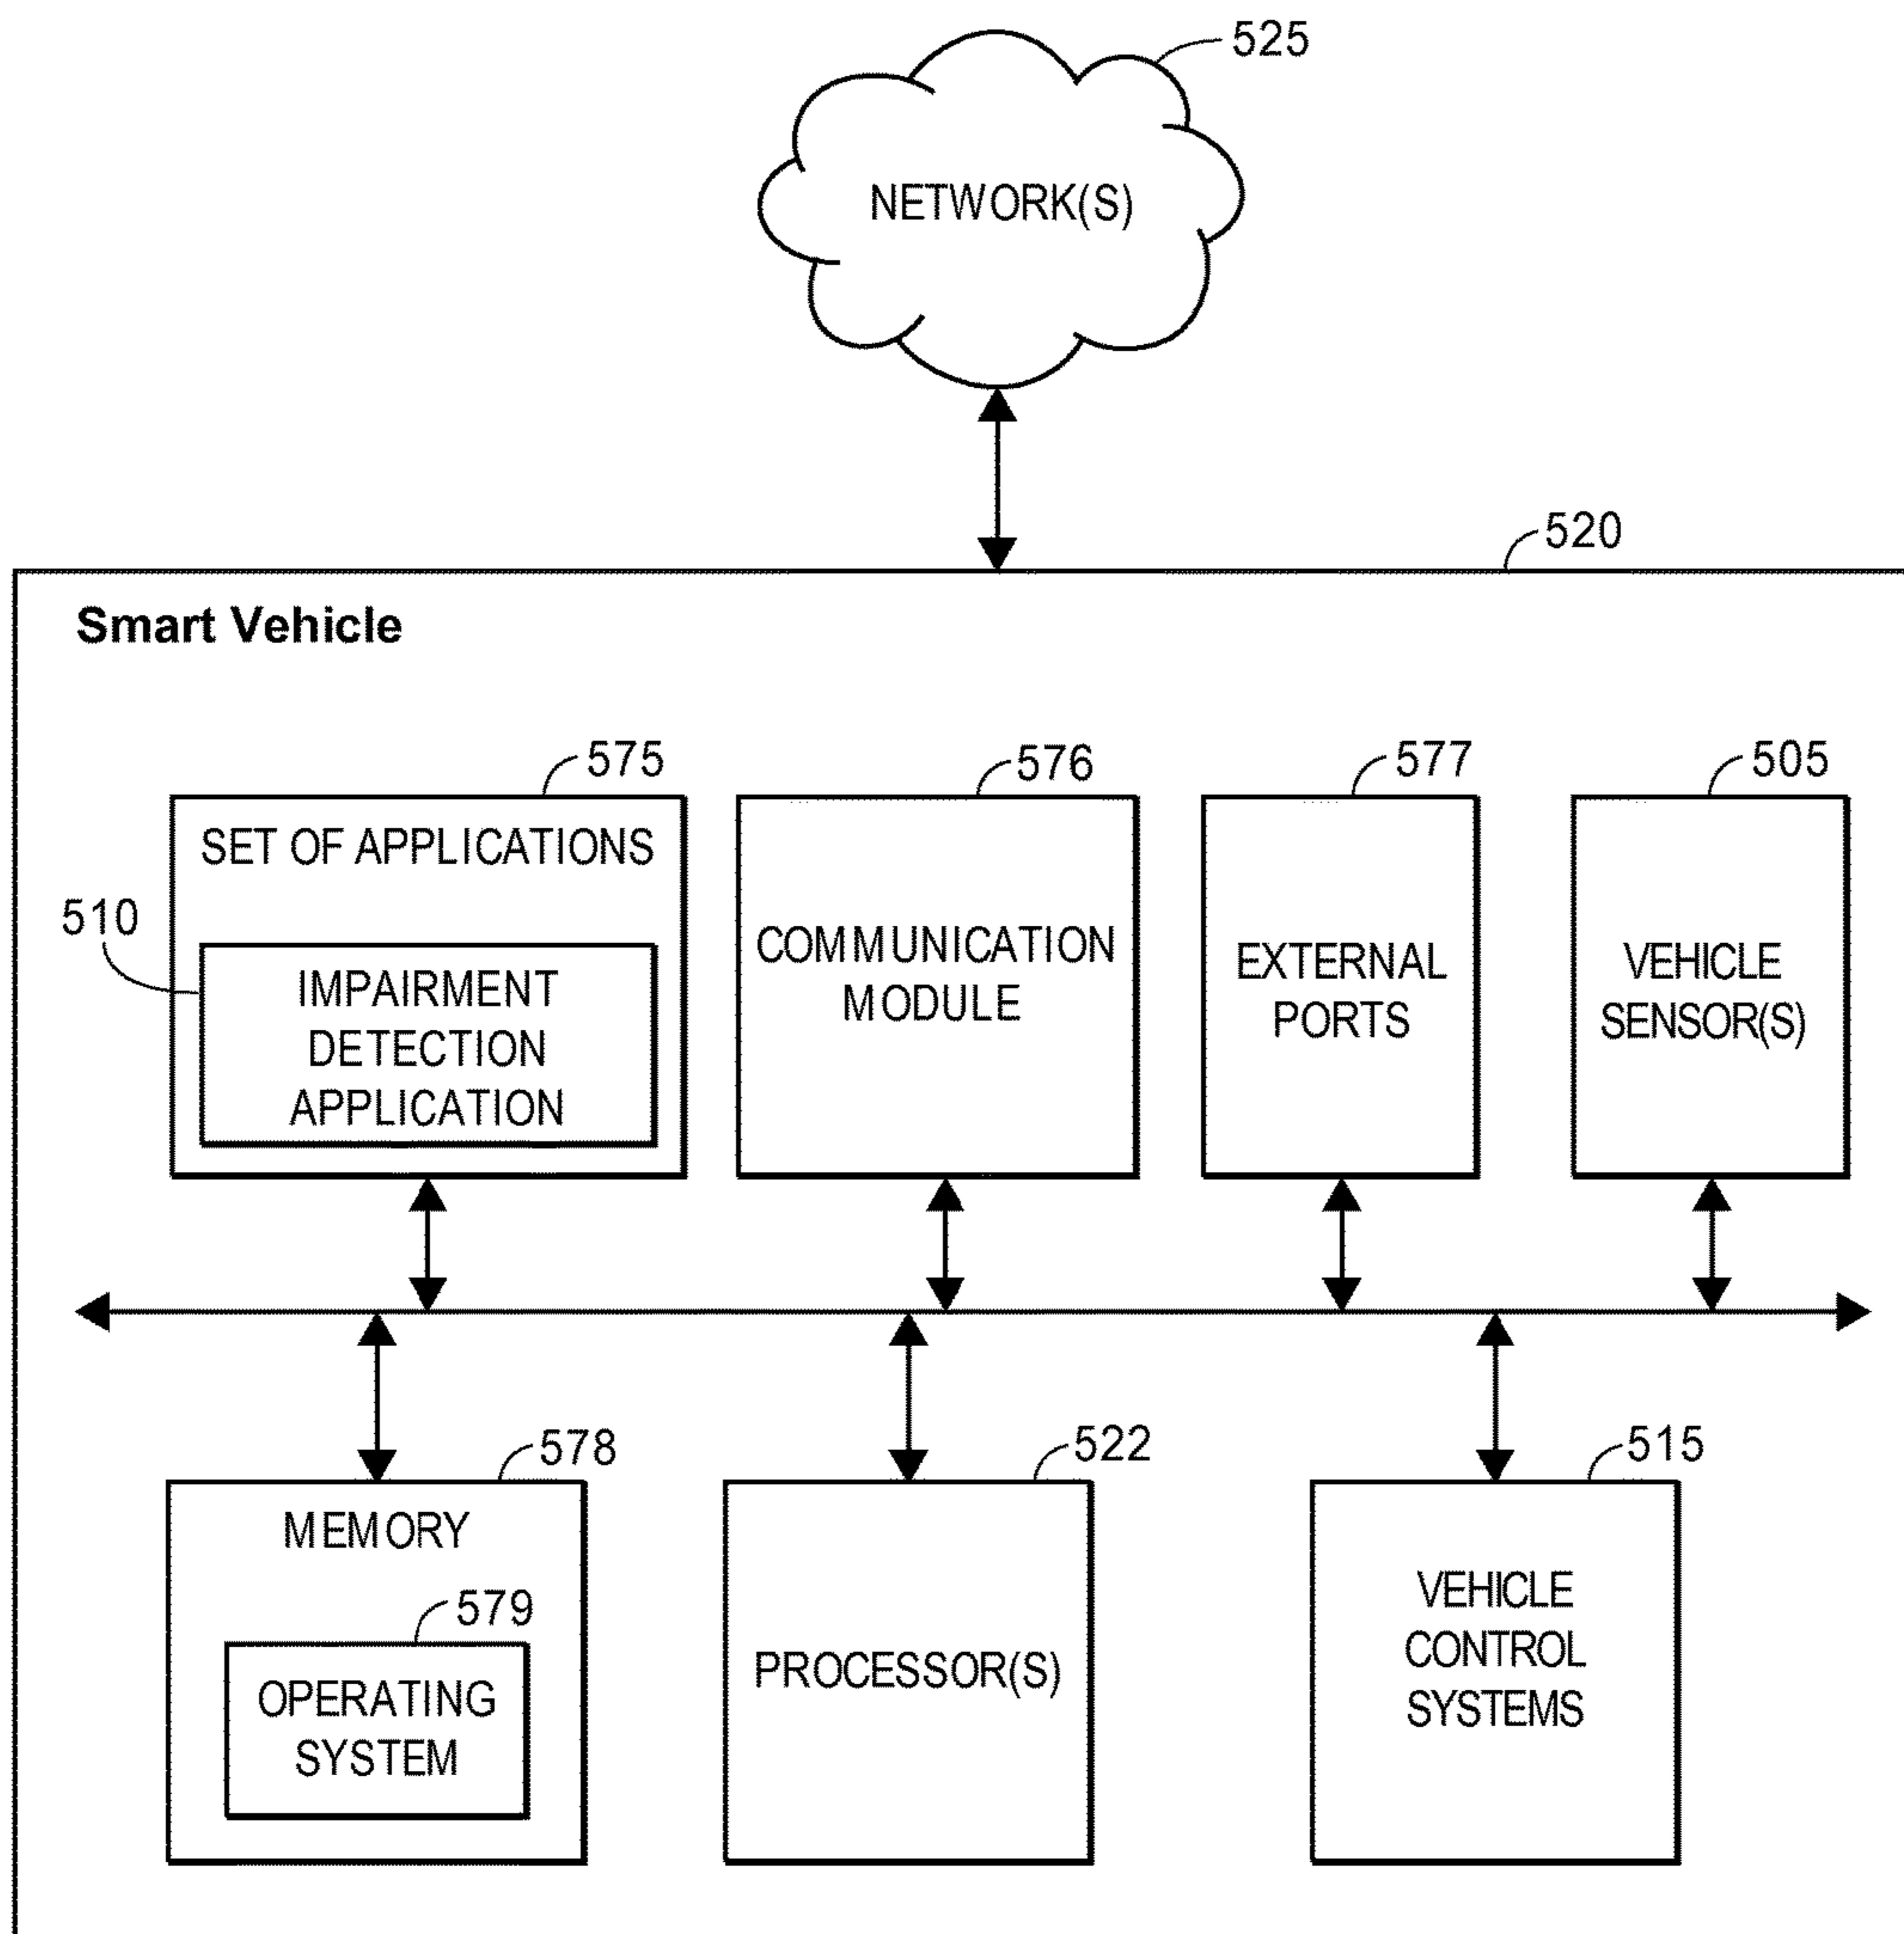 525
NETWORK(S)
520
Smart Vehicle
575
576
577
505
SET OF APPLICATIONS
510
IMPAIRMENT
DETECTION
APPLICATION
COMMUNICATION
MODULE
EXTERNAL
PORTS
VEHICLE
SENSOR(S)
578
522
515
MEMORY
579
OPERATING
SYSTEM
PROCESSOR(S)
VEHICLE
CONTROL
SYSTEMS